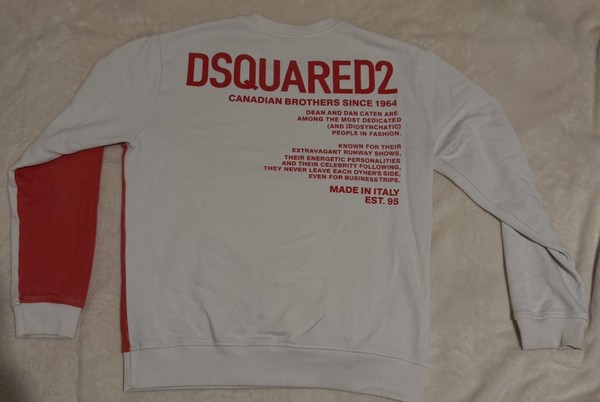 DSQUARED2
CANADIAN BROTHERS SINCE 1964
DEAN AND DAN CATEN ARE
AMONG THE MOST DEDICATED
(AND IDIOSYNCHATIC)
PEOPLE IN FASHION.
KNOWN FOR THEIR
EXTRAVAGANT RUNWAY SHOWS,
THEIR ENERGETIC PERSONALITIES
AND THEIR CELEBRITY FOLLOWING,
THEY NEVER LEAVE EACH OYHER'S SIDE,
EVEN FOR BUSINESS TRIPS.
MADE IN ITALY
EST. 95